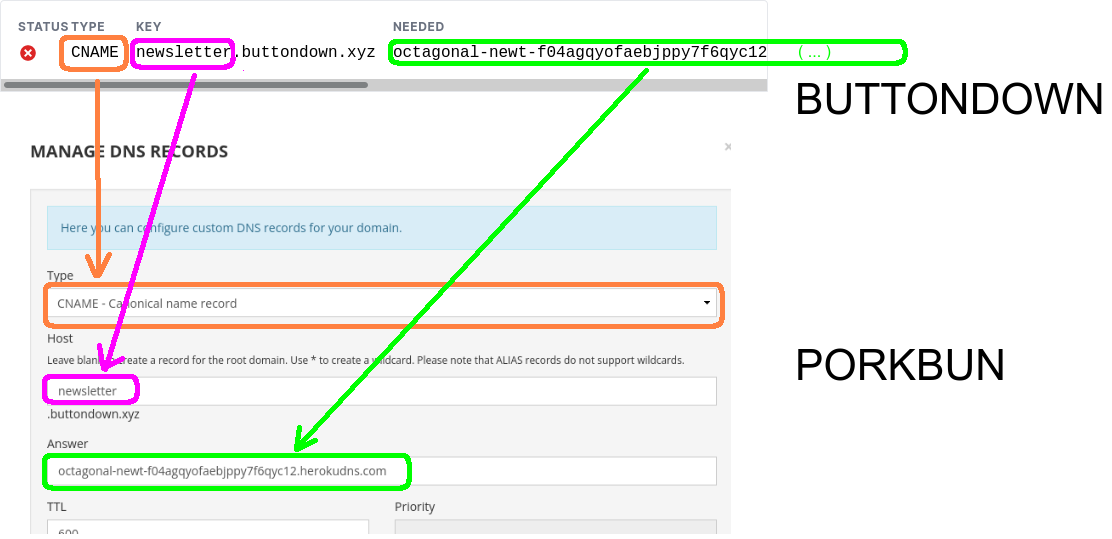 STATUS TYPE KEY NEEDED
CNAME newsletter.buttondown.xyz octagonal-newt-f04agqyofaebjppy7f6qyc12 (...)
BUTTONDOWN
MANAGE DNS RECORDS ×
Here you can configure custom DNS records for your domain.
Type
CNAME - Canonical name record
Host
PORKBUN
Leave blank to create a record for the root domain. Use * to create a wildcard. Please note that ALIAS records do not support wildcards.
newsletter
.buttondown.xyz
Answer
octagonal-newt-f04agqyofaebjppy7f6qyc12.herokudns.com
TTL Priority
600